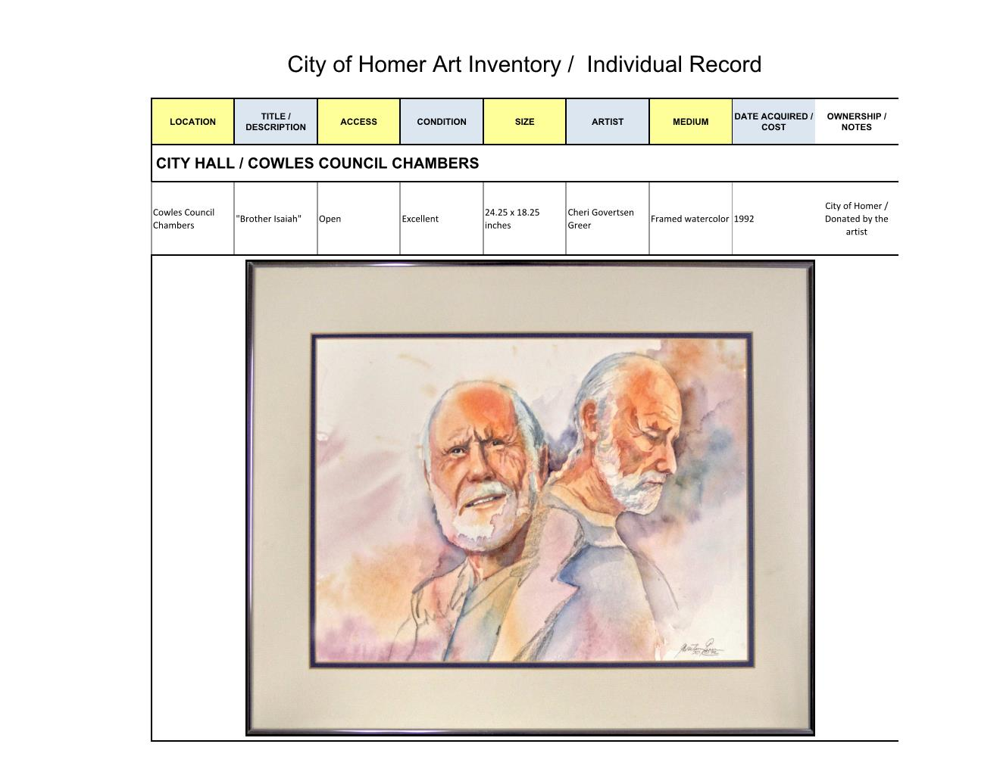 City of Homer Art Inventory /  Individual Record
LOCATION
TITLE /
DESCRIPTION
ACCESS
CONDITION
SIZE
ARTIST
MEDIUM
DATE ACQUIRED /
COST
OWNERSHIP /
NOTES
CITY HALL / COWLES COUNCIL CHAMBERS
Cowles Council
Chambers
"Brother Isaiah"
Open
Excellent
24.25 x 18.25
inches
Cheri Govertsen
Greer
Framed watercolor
1992
City of Homer /
Donated by the
artist